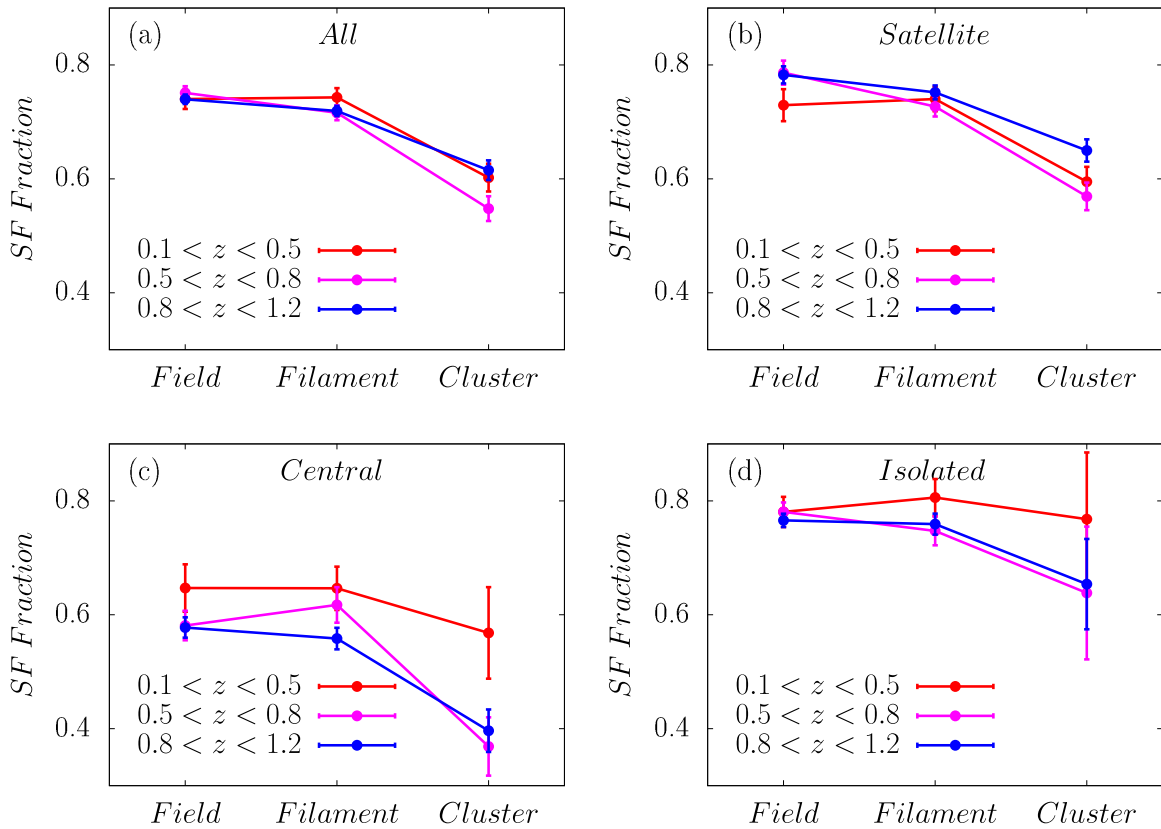 (a) All
0.8
0.6
0.4
SF Fraction
0.1 < z < 0.5
0.5 < z < 0.8
0.8 < z < 1.2
Field Filament Cluster
(b) Satellite
0.8
0.6
0.4
SF Fraction
0.1 < z < 0.5
0.5 < z < 0.8
0.8 < z < 1.2
Field Filament Cluster
(c) Central
0.8
0.6
0.4
SF Fraction
0.1 < z < 0.5
0.5 < z < 0.8
0.8 < z < 1.2
Field Filament Cluster
(d) Isolated
0.8
0.6
0.4
SF Fraction
0.1 < z < 0.5
0.5 < z < 0.8
0.8 < z < 1.2
Field Filament Cluster